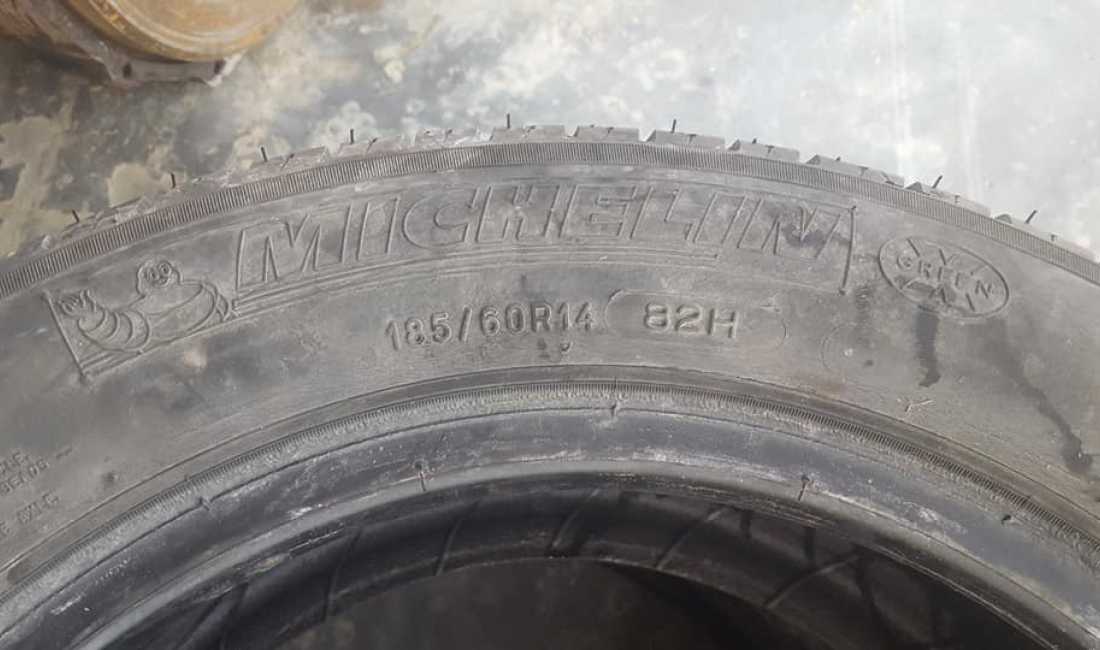 MICHELIN
GREEN X
185/60R14 82H